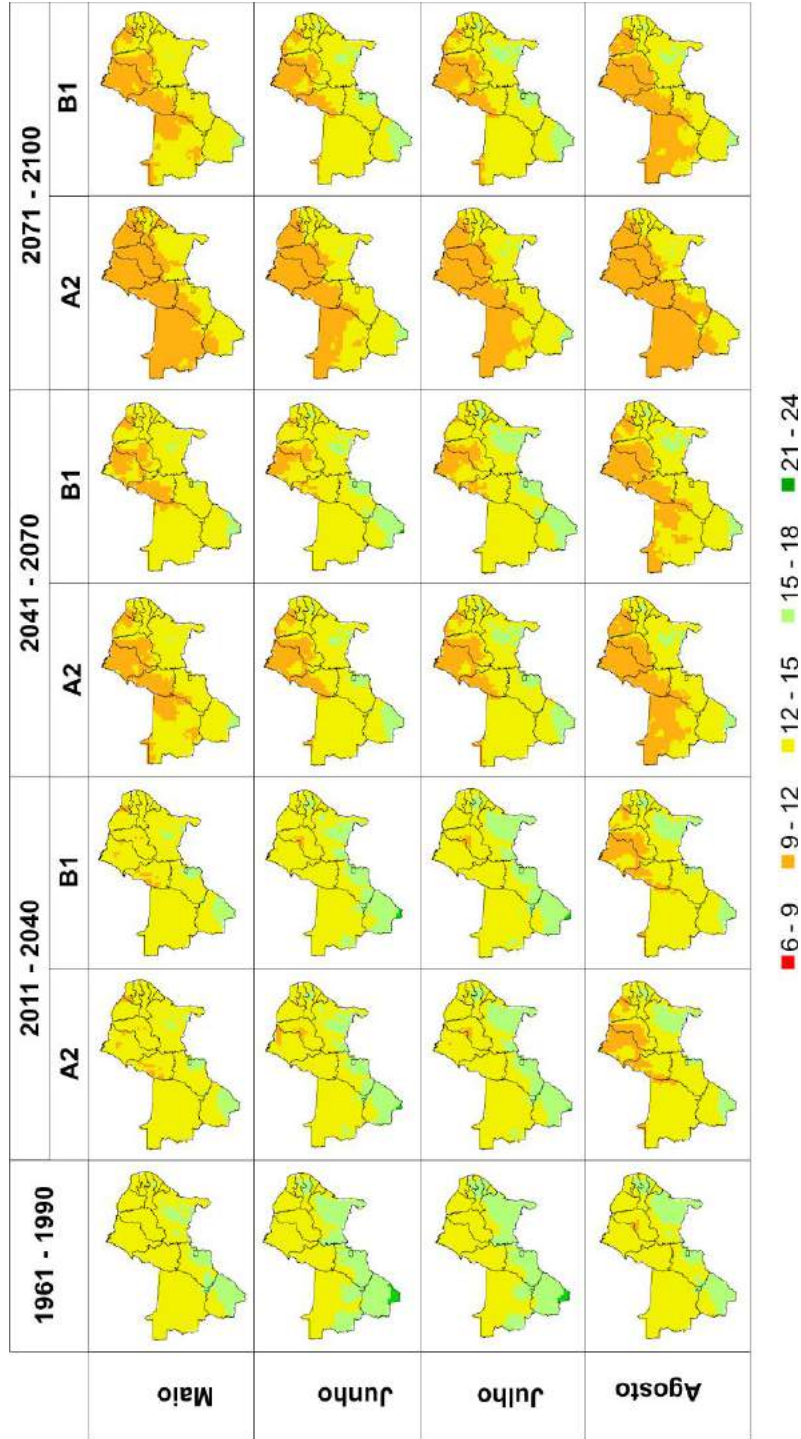 1961 - 1990
2011 - 2040
2041 - 2070
2071 - 2100
A2
B1
A2
B1
A2
B1
Maio
Junho
Julho
Agosto
6 - 9
9 - 12
12 - 15
15 - 18
21 - 24